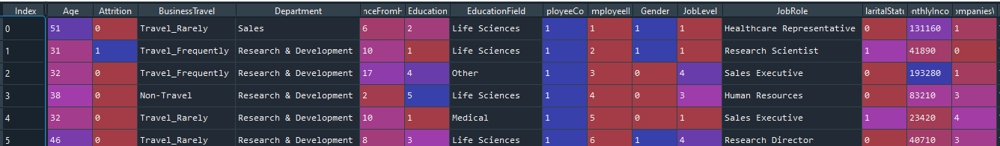 Index Age Attrition BusinessTravel Department nceFromH Education EducationField ployeeCo mployeeI Gender JobLevel JobRole laritalStatu nthlyInco ompanies
0 51 0 Travel_Rarely Sales 6 2 Life Sciences 1 1 1 1 Healthcare Representative 0 131160 1
1 31 1 Travel_Frequently Research & Development 10 1 Life Sciences 1 2 1 1 Research Scientist 1 41890 0
2 32 0 Travel_Frequently Research & Development 17 4 Other 1 3 0 4 Sales Executive 0 193280 1
3 38 0 Non-Travel Research & Development 2 5 Life Sciences 1 4 0 3 Human Resources 0 83210 3
4 32 0 Travel_Rarely Research & Development 10 1 Medical 1 5 0 1 Sales Executive 1 23420 4
5 46 0 Travel_Rarely Research & Development 8 3 Life Sciences 1 6 1 4 Research Director 0 40710 3